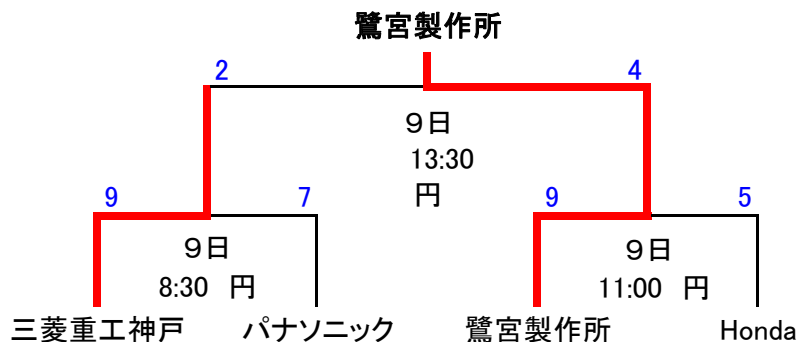 鷺宮製作所
2 4
９日
13:30
円
9 7 9 5
９日 ９日
8:30 円 11:00 円
三菱重工神戸 パナソニック 鷺宮製作所 Honda